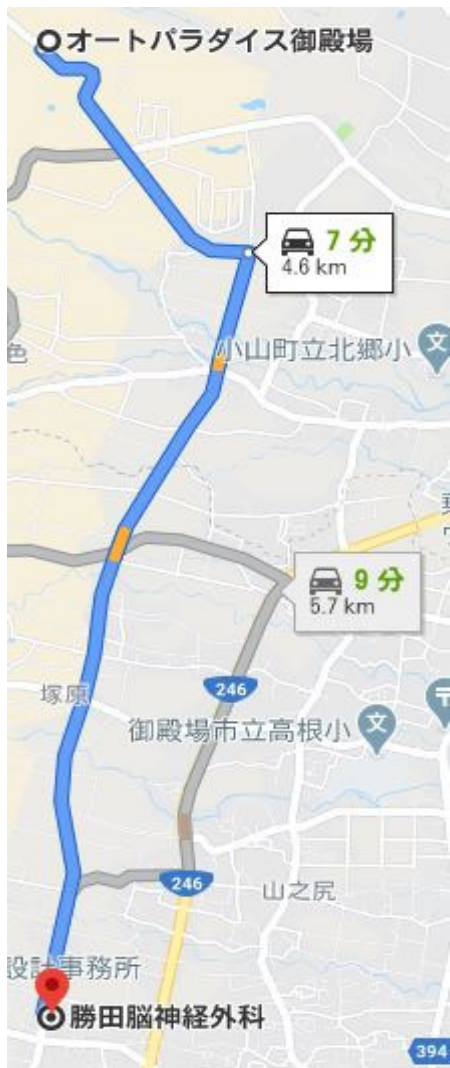 オートパラダイス御殿場
7 分
4.6 km
小山町立北郷小
文
色
9 分
5.7 km
246
塚原
御殿場市立高根小
文
〒
246
山之尻
設計事務所
勝田脳神経外科
394